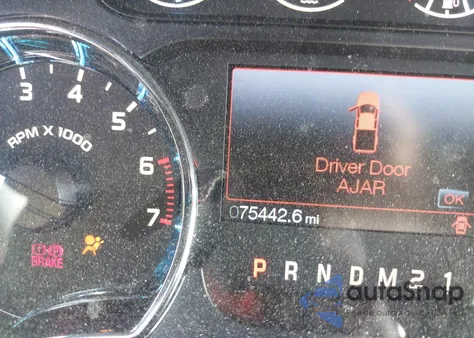 3 4 5 6 7
RPM X 1000
BRAKE
Driver Door
AJAR
OK
075442.6 mi
P R N D M 2 1
autosnap